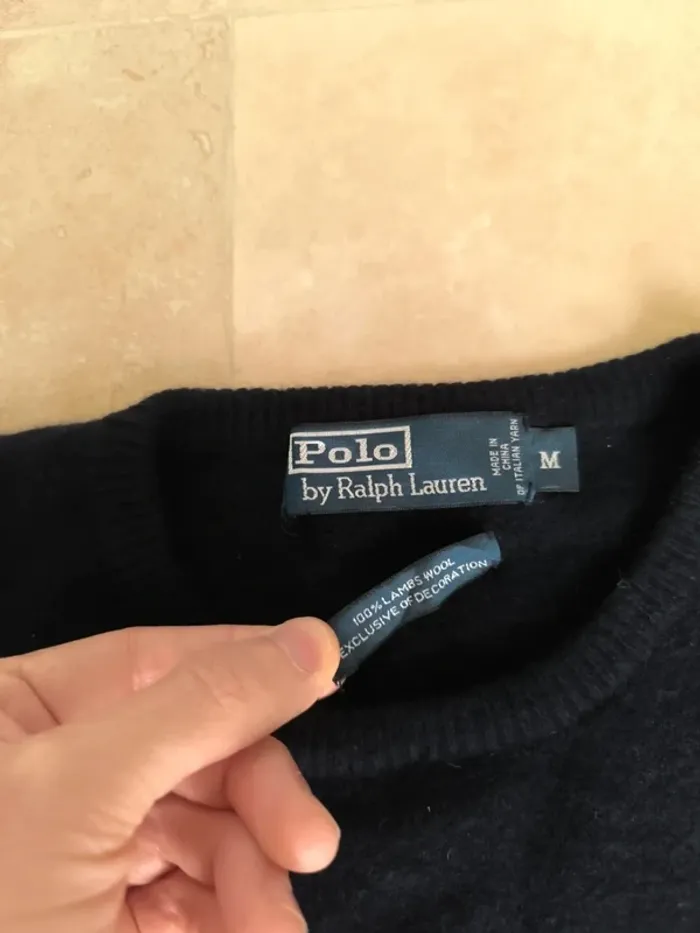 Polo
by Ralph Lauren
MADE IN
CHINA
OF ITALIAN YARN
M
100% LAMBS WOOL
EXCLUSIVE OF DECORATION